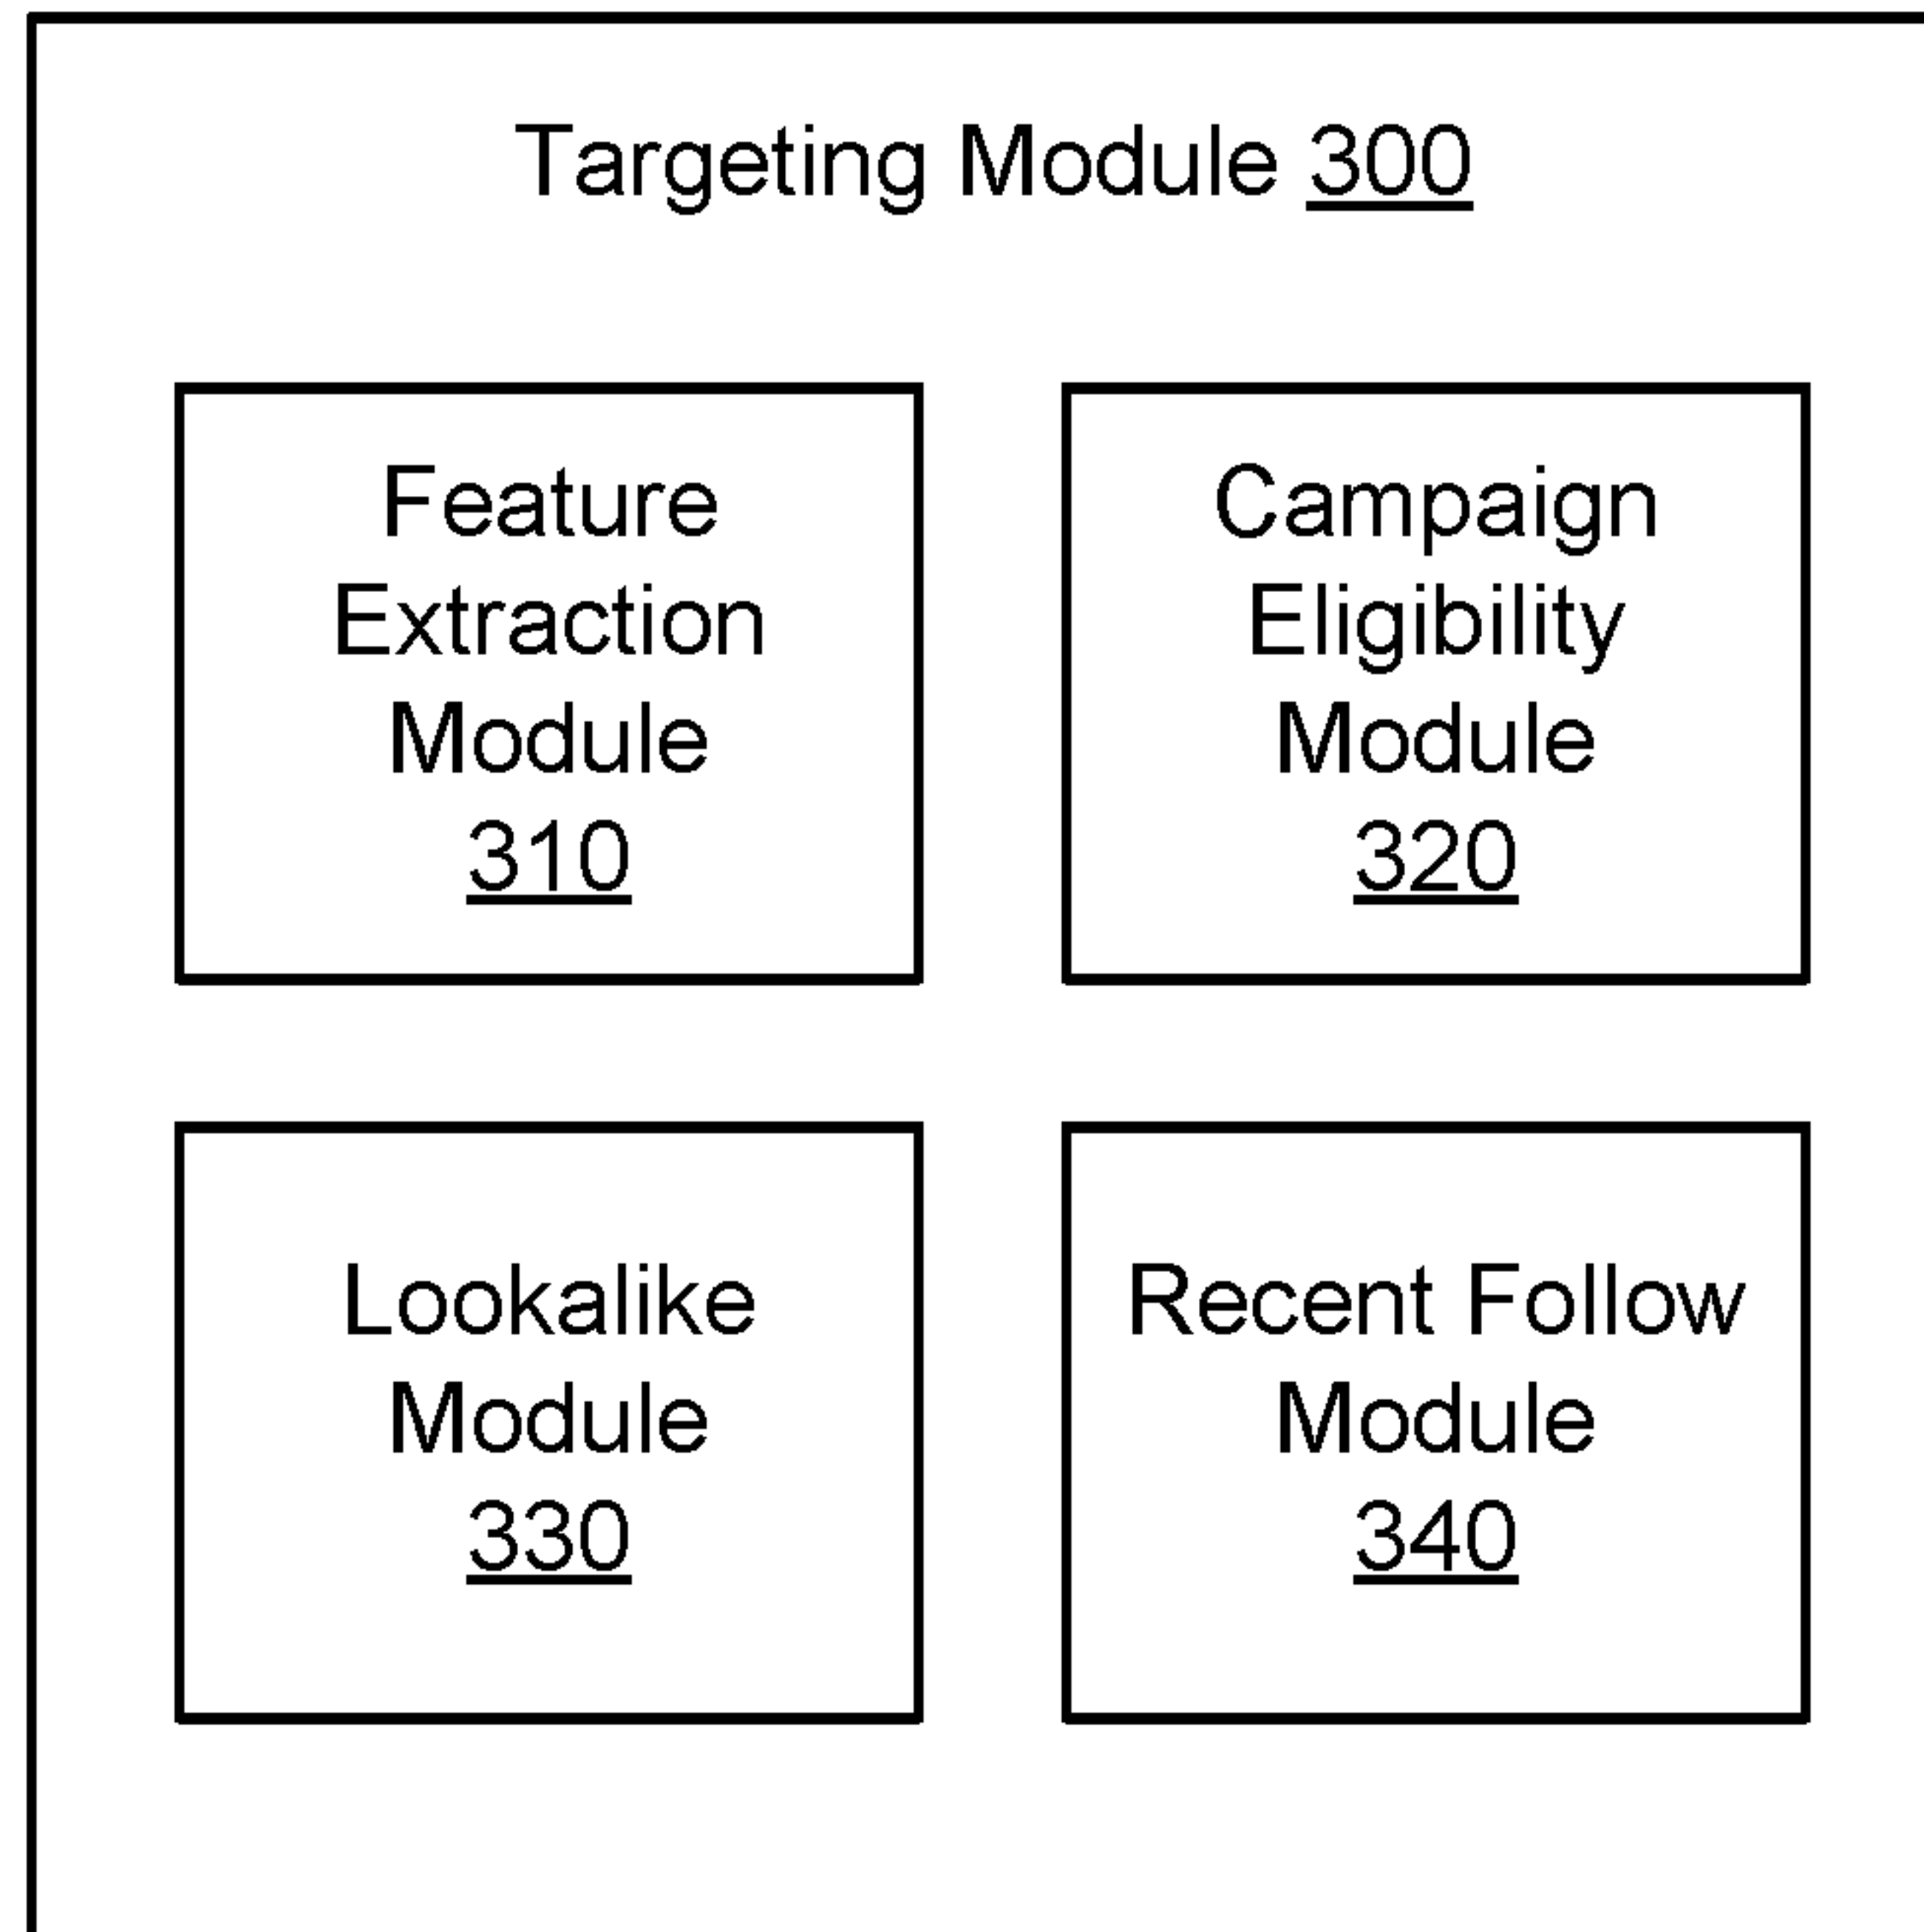 Targeting Module 300
Feature
Extraction
Module
310
Campaign
Eligibility
Module
320
Lookalike
Module
330
Recent Follow
Module
340